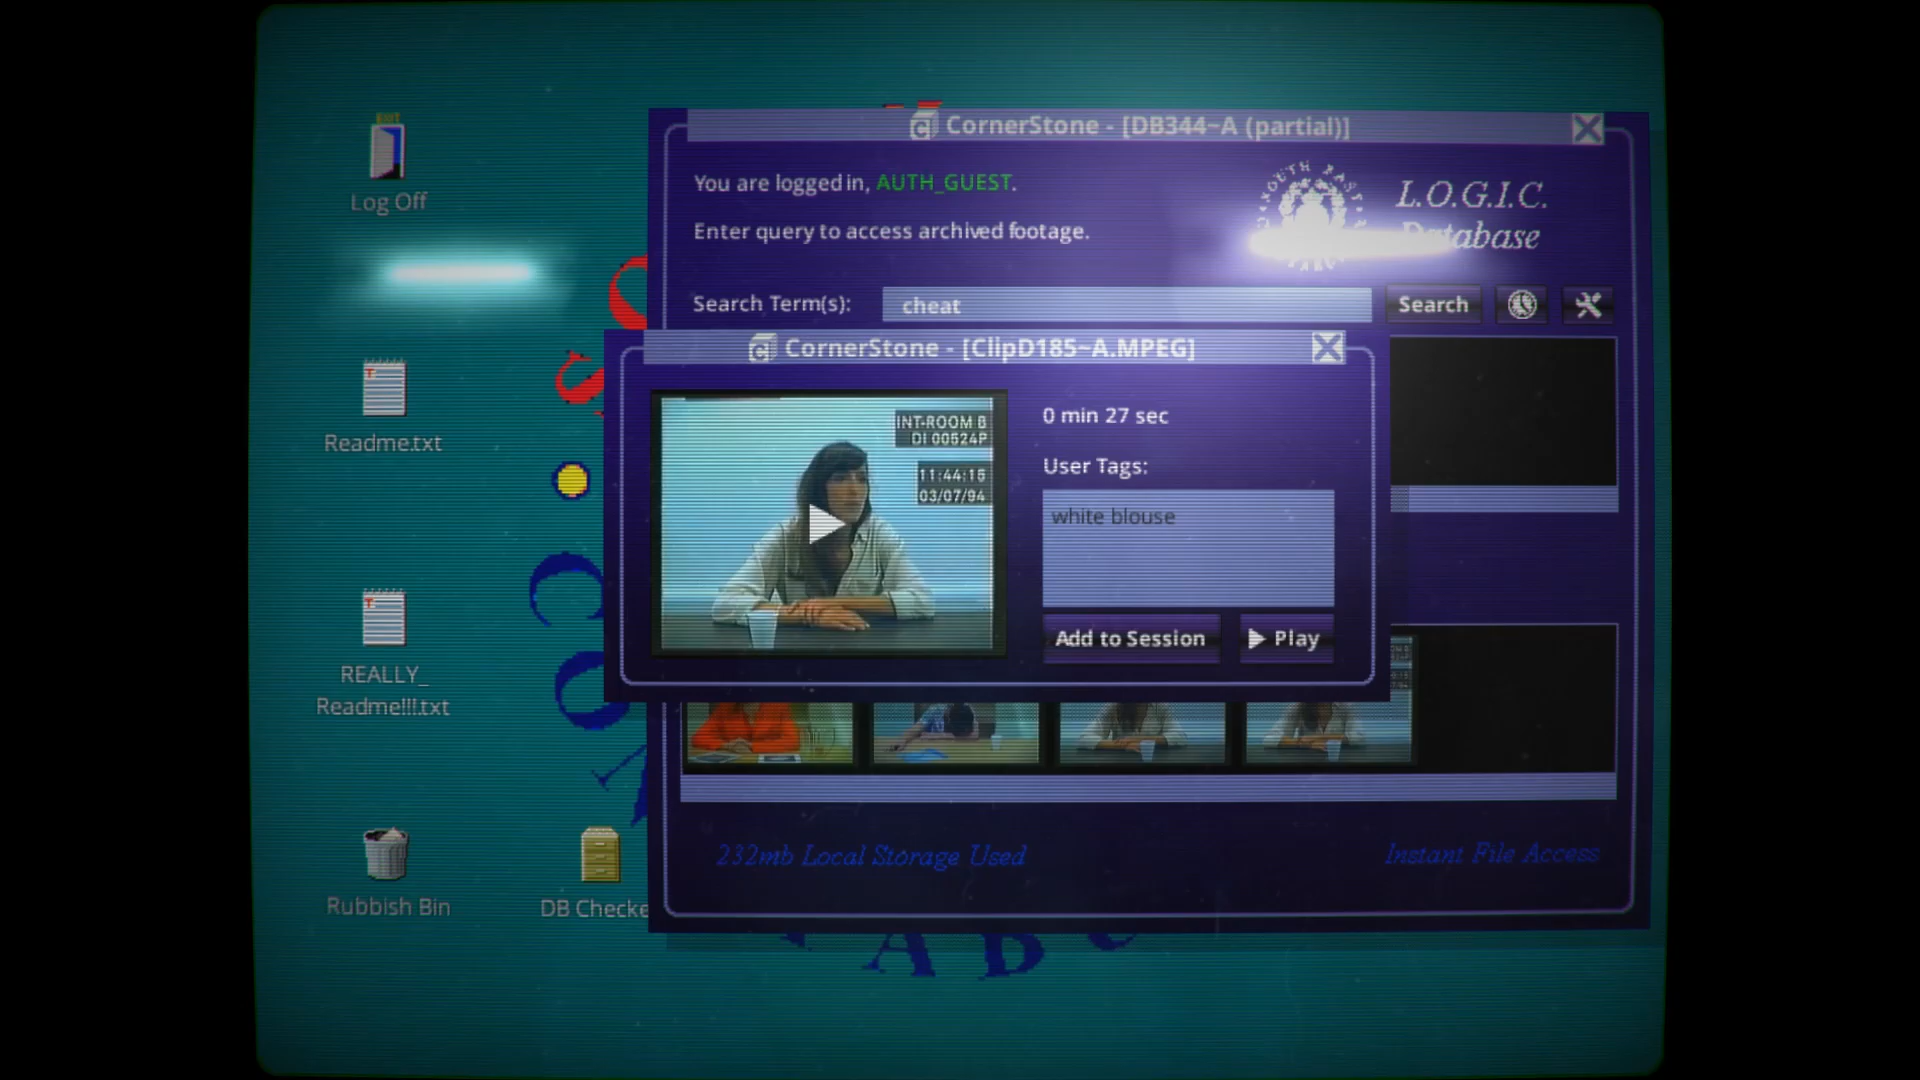 CornerStone - [DB344~A (partial)]
You are logged in, AUTH_GUEST.
Enter query to access archived footage.
L.O.G.I.C.
Database
Search Term(s):
cheat
Search
CornerStone - [ClipD185~A.MPEG]
INT-ROOM B
DI 00524P
11:44:15
03/07/94
0 min 27 sec
User Tags:
white blouse
Add to Session
Play
232mb Local Storage Used
Instant File Access
EXIT
Log Off
Readme.txt
REALLY_
Readme!!!.txt
Rubbish Bin
DB Checke